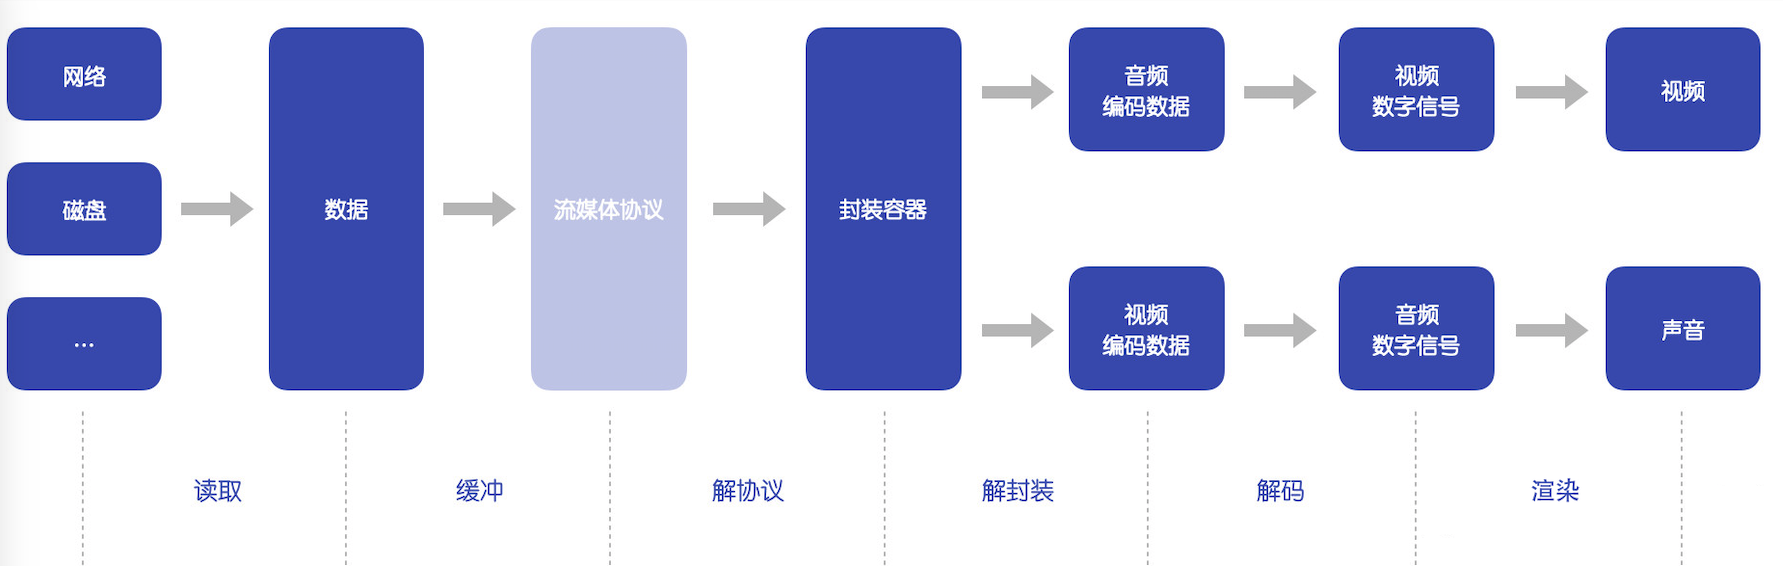 网络
磁盘
...
数据
流媒体协议
封装容器
音频
编码数据
视频
数字信号
视频
视频
编码数据
音频
数字信号
声音
读取
缓冲
解协议
解封装
解码
渲染